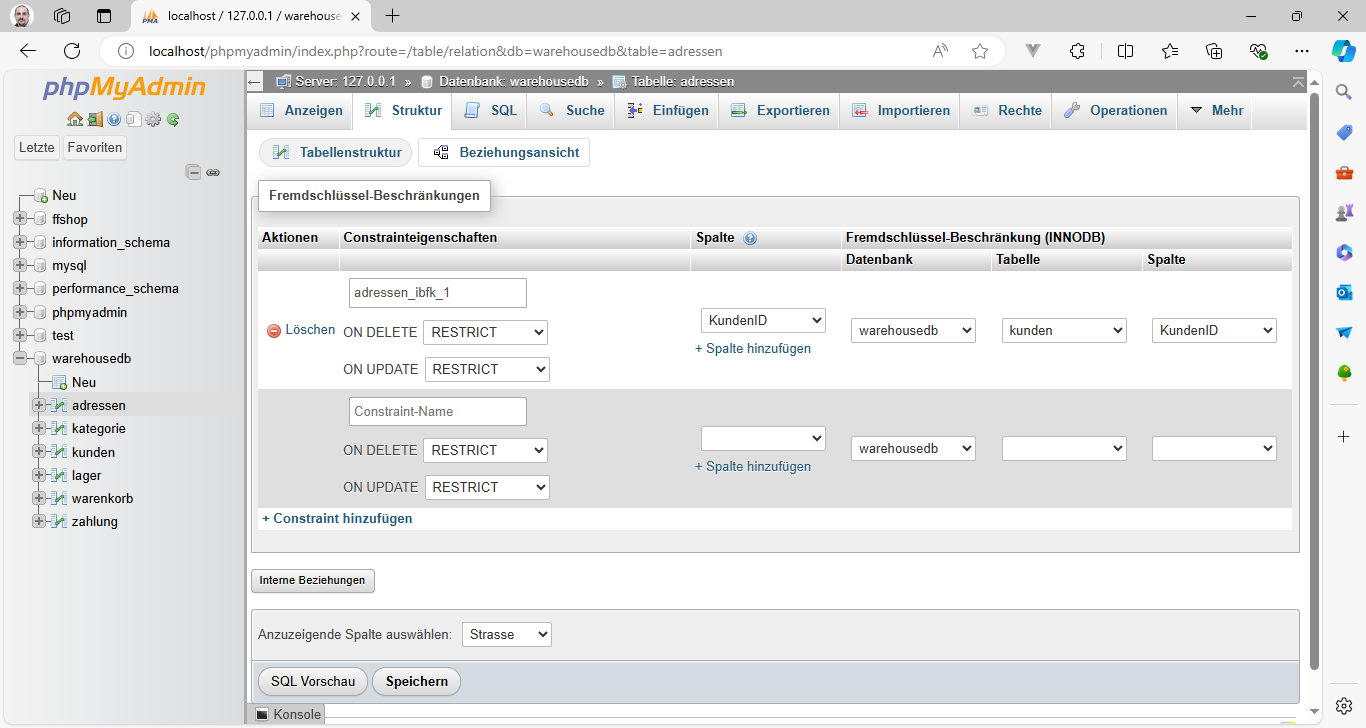 localhost / 127.0.0.1 / warehouse
localhost/phpmyadmin/index.php?route=/table/relation&db=warehousedb&table=adressen
phpMyAdmin
Letzte Favoriten
Neu
ffshop
information_schema
mysql
performance_schema
phpmyadmin
test
warehousedb
Neu
adressen
kategorie
kunden
lager
warenkorb
zahlung
Server: 127.0.0.1 » Datenbank: warehousedb » Tabelle: adressen
Anzeigen Struktur SQL Suche Einfügen Exportieren Importieren Rechte Operationen Mehr
Tabellenstruktur Beziehungsansicht
Fremdschlüssel-Beschränkungen
Aktionen Constrainteigenschaften Spalte Fremdschlüssel-Beschränkung (INNODB)
Datenbank Tabelle Spalte
adressen_ibfk_1
Löschen ON DELETE RESTRICT KundenID warehousedb kunden KundenID
+ Spalte hinzufügen
ON UPDATE RESTRICT
Constraint-Name
ON DELETE RESTRICT warehousedb
+ Spalte hinzufügen
ON UPDATE RESTRICT
+ Constraint hinzufügen
Interne Beziehungen
Anzuzeigende Spalte auswählen: Strasse
SQL Vorschau Speichern
Konsole